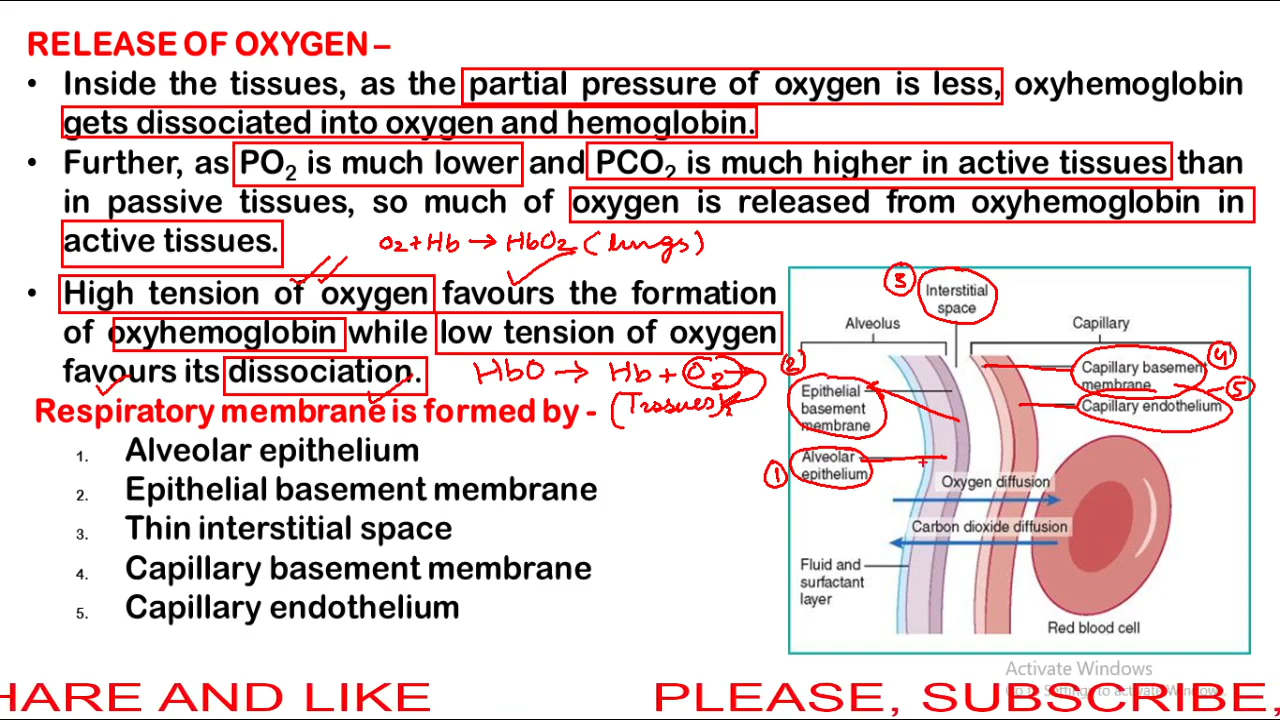 RELEASE OF OXYGEN –
• Inside the tissues, as the partial pressure of oxygen is less, oxyhemoglobin
gets dissociated into oxygen and hemoglobin.
• Further, as PO2 is much lower and PCO2 is much higher in active tissues than
in passive tissues, so much of oxygen is released from oxyhemoglobin in
active tissues.
O2+Hb → HbO2 (lungs)
• High tension of oxygen favours the formation
of oxyhemoglobin while low tension of oxygen
favours its dissociation.
HbO → Hb + O2
(Tissues)
Respiratory membrane is formed by -
1. Alveolar epithelium
2. Epithelial basement membrane
3. Thin interstitial space
4. Capillary basement membrane
5. Capillary endothelium
3
Interstitial
space
Alveolus
Capillary
2
Epithelial
basement
membrane
1
Alveolar
epithelium
4
Capillary basement
membrane
5
Capillary endothelium
Oxygen diffusion
Carbon dioxide diffusion
Fluid and
surfactant
layer
Red blood cell
Activate Windows
Go to Settings to activate Windows.
HARE AND LIKE PLEASE, SUBSCRIBE,